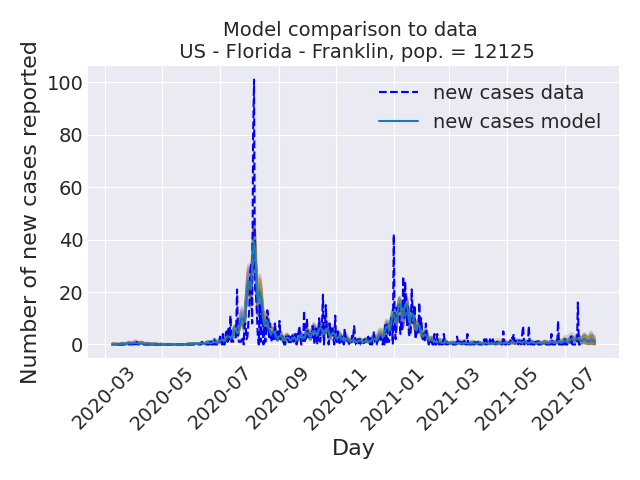 Model comparison to data
US - Florida - Franklin, pop. = 12125
Number of new cases reported
100
80
60
40
20
0
new cases data
new cases model
2020-03
2020-05
2020-07
2020-09
2020-11
2021-01
2021-03
2021-05
2021-07
Day